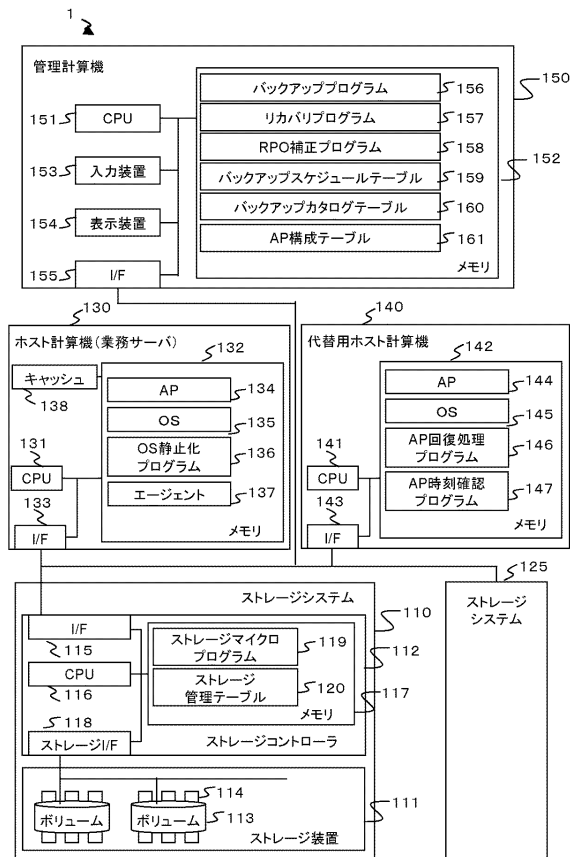 1
管理計算機
バックアッププログラム
156
リカバリプログラム
157
RPO補正プログラム
158
バックアップスケジュールテーブル
159
バックアップカタログテーブル
160
AP構成テーブル
161
メモリ
150
152
151
CPU
153
入力装置
154
表示装置
155
I/F
130
ホスト計算機(業務サーバ)
132
キャッシュ
138
AP
134
OS
135
OS静止化
プログラム
136
エージェント
137
メモリ
131
CPU
133
I/F
140
代替用ホスト計算機
142
AP
144
OS
145
AP回復処理
プログラム
146
AP時刻確認
プログラム
147
メモリ
141
CPU
143
I/F
ストレージシステム
110
I/F
115
CPU
116
118
ストレージI/F
ストレージマイクロ
プログラム
119
ストレージ
管理テーブル
120
メモリ
112
117
ストレージコントローラ
ボリューム
ボリューム
114
113
111
ストレージ装置
125
ストレージ
システム